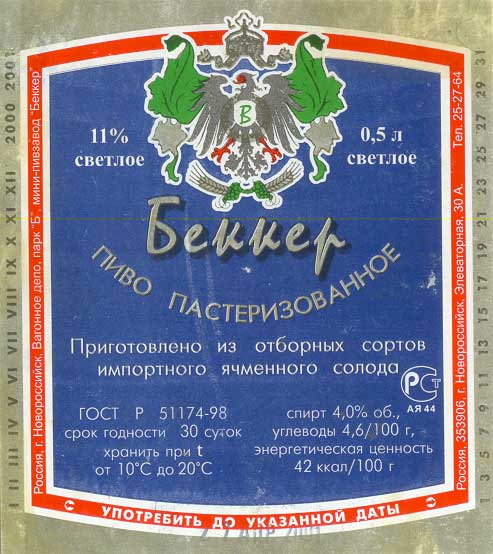 B
11%
светлое
0,5 л
светлое
Беккер
ПИВО ПАСТЕРИЗОВАННОЕ
Приготовлено из отборных сортов
импортного ячменного солода
РСТ
АЯ 44
ГОСТ Р 51174-98
срок годности 30 суток
хранить при t
от 10°С до 20°С
спирт 4,0% об.,
углеводы 4,6/100 г,
энергетическая ценность
42 ккал/100 г
УПОТРЕБИТЬ ДО УКАЗАННОЙ ДАТЫ
Россия, г. Новороссийск, Вагонное депо, парк "Б", мини-пивзавод "Беккер"
Россия, 353906, г. Новороссийск, Элеваторная, 30 А. Тел. 25-27-64
I II III IV V VI VII VIII IX X XI XII 2000 2001
1 3 5 7 9 11 13 15 17 19 21 23 25 27 29 31